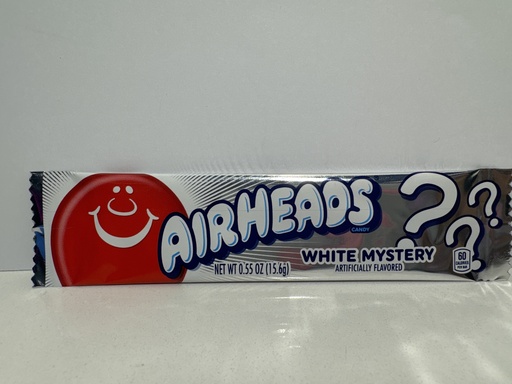 AIRHEADS
CANDY
WHITE MYSTERY
ARTIFICIALLY FLAVORED
NET WT 0.55 OZ (15.6g)
???
60
CALORIES
PER BAR